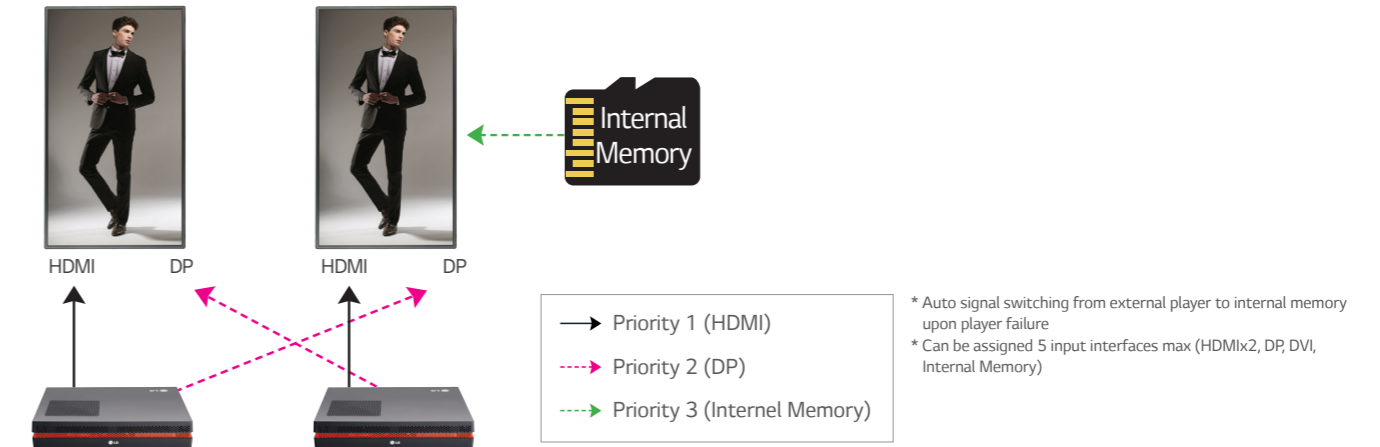 Internal
Memory
HDMI
DP
HDMI
DP
Priority 1 (HDMI)
Priority 2 (DP)
Priority 3 (Internel Memory)
* Auto signal switching from external player to internal memory
upon player failure
* Can be assigned 5 input interfaces max (HDMIx2, DP, DVI,
Internal Memory)
LG
LG